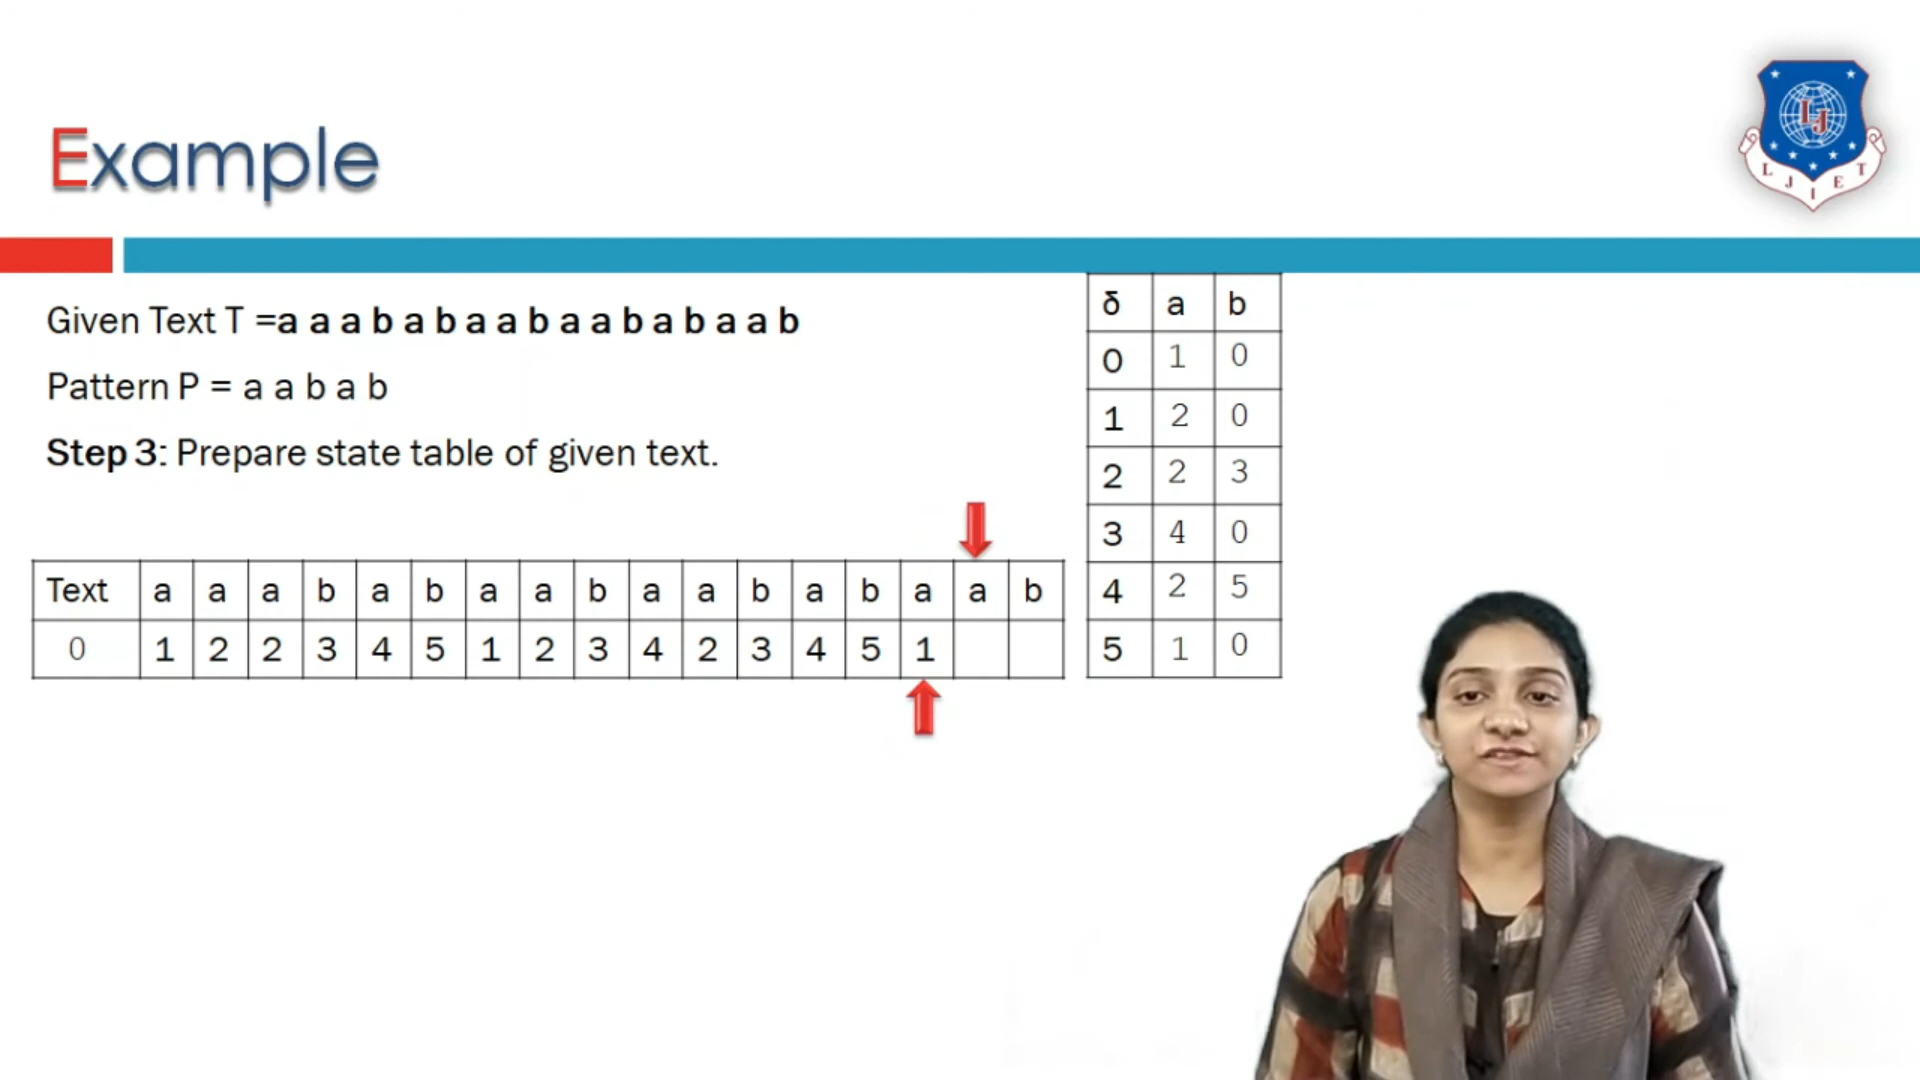 Example
LJ
L J I E T
Given Text T =a a a b a b a a b a a b a b a a b
Pattern P = a a b a b
Step 3: Prepare state table of given text.
Text a a a b a b a a b a a b a b a a b
0 1 2 2 3 4 5 1 2 3 4 2 3 4 5 1
δ a b
0 1 0
1 2 0
2 2 3
3 4 0
4 2 5
5 1 0